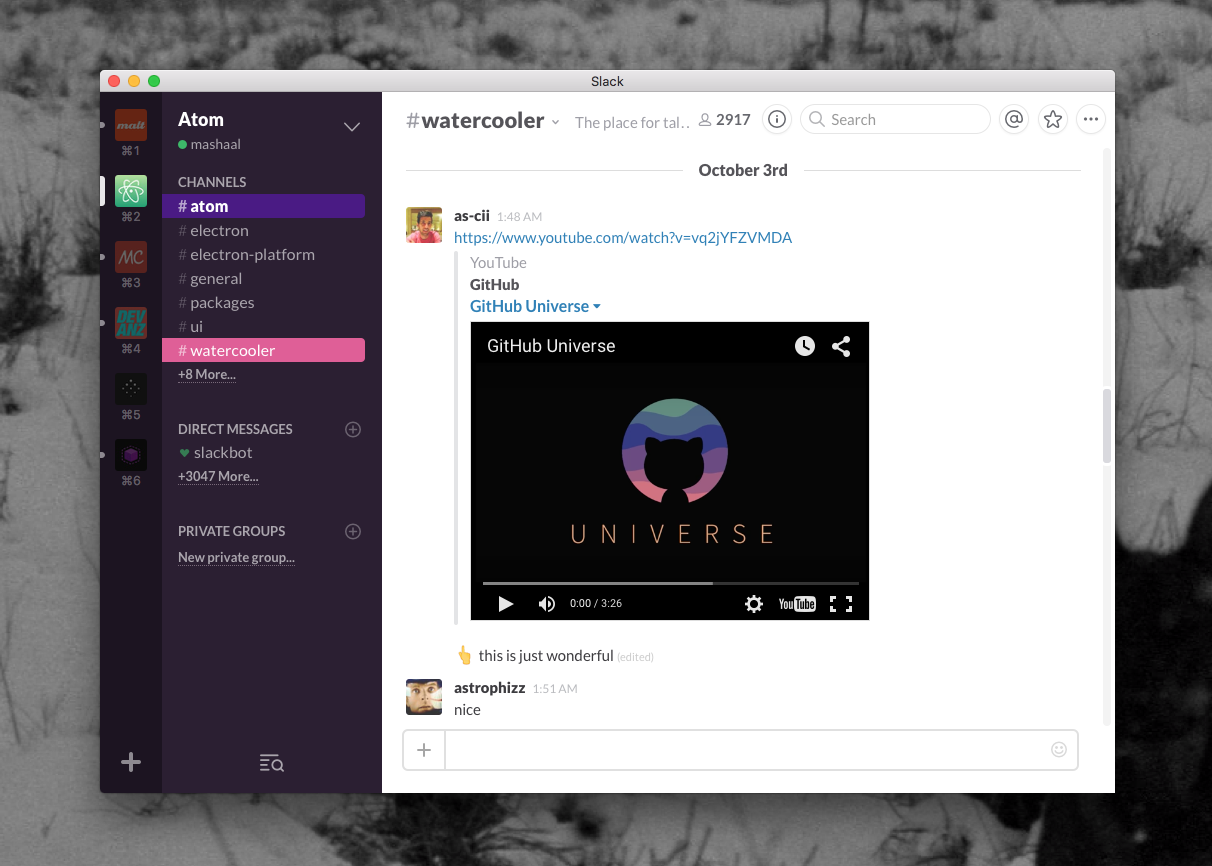 Slack
malt
⌘1
⌘2
MC
⌘3
DEV
ANZ
⌘4
⌘5
⌘6
Atom
mashaal
CHANNELS
# atom
# electron
# electron-platform
# general
# packages
# ui
# watercooler
+8 More...
DIRECT MESSAGES
slackbot
+3047 More...
PRIVATE GROUPS
New private group...
#watercooler
The place for tal..
2917
Search
October 3rd
as-cii 1:48 AM
https://www.youtube.com/watch?v=vq2jYFZVMDA
YouTube
GitHub
GitHub Universe
GitHub Universe
UNIVERSE
0:00 / 3:26
YouTube
👆 this is just wonderful (edited)
astrophizz 1:51 AM
nice